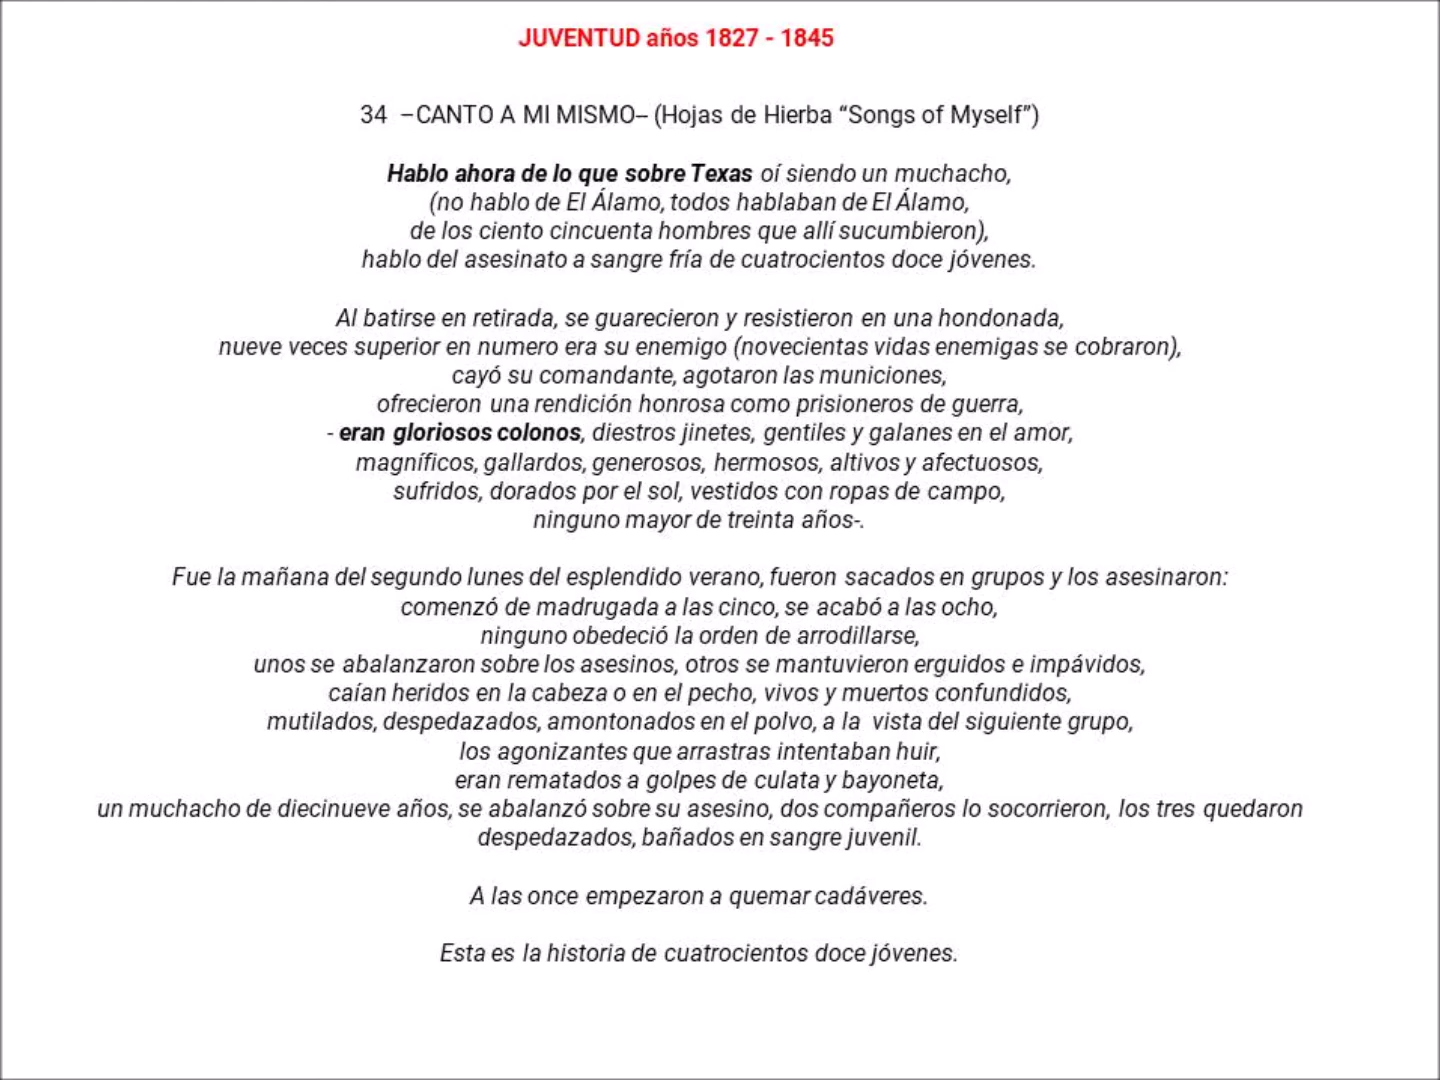 JUVENTUD años 1827 - 1845
34 –CANTO A MI MISMO– (Hojas de Hierba “Songs of Myself”)
Hablo ahora de lo que sobre Texas oí siendo un muchacho,
(no hablo de El Álamo, todos hablaban de El Álamo,
de los ciento cincuenta hombres que allí sucumbieron),
hablo del asesinato a sangre fría de cuatrocientos doce jóvenes.
Al batirse en retirada, se guarecieron y resistieron en una hondonada,
nueve veces superior en numero era su enemigo (novecientas vidas enemigas se cobraron),
cayó su comandante, agotaron las municiones,
ofrecieron una rendición honrosa como prisioneros de guerra,
- eran gloriosos colonos, diestros jinetes, gentiles y galanes en el amor,
magníficos, gallardos, generosos, hermosos, altivos y afectuosos,
sufridos, dorados por el sol, vestidos con ropas de campo,
ninguno mayor de treinta años-.
Fue la mañana del segundo lunes del esplendido verano, fueron sacados en grupos y los asesinaron:
comenzó de madrugada a las cinco, se acabó a las ocho,
ninguno obedeció la orden de arrodillarse,
unos se abalanzaron sobre los asesinos, otros se mantuvieron erguidos e impávidos,
caían heridos en la cabeza o en el pecho, vivos y muertos confundidos,
mutilados, despedazados, amontonados en el polvo, a la vista del siguiente grupo,
los agonizantes que arrastras intentaban huir,
eran rematados a golpes de culata y bayoneta,
un muchacho de diecinueve años, se abalanzó sobre su asesino, dos compañeros lo socorrieron, los tres quedaron
despedazados, bañados en sangre juvenil.
A las once empezaron a quemar cadáveres.
Esta es la historia de cuatrocientos doce jóvenes.